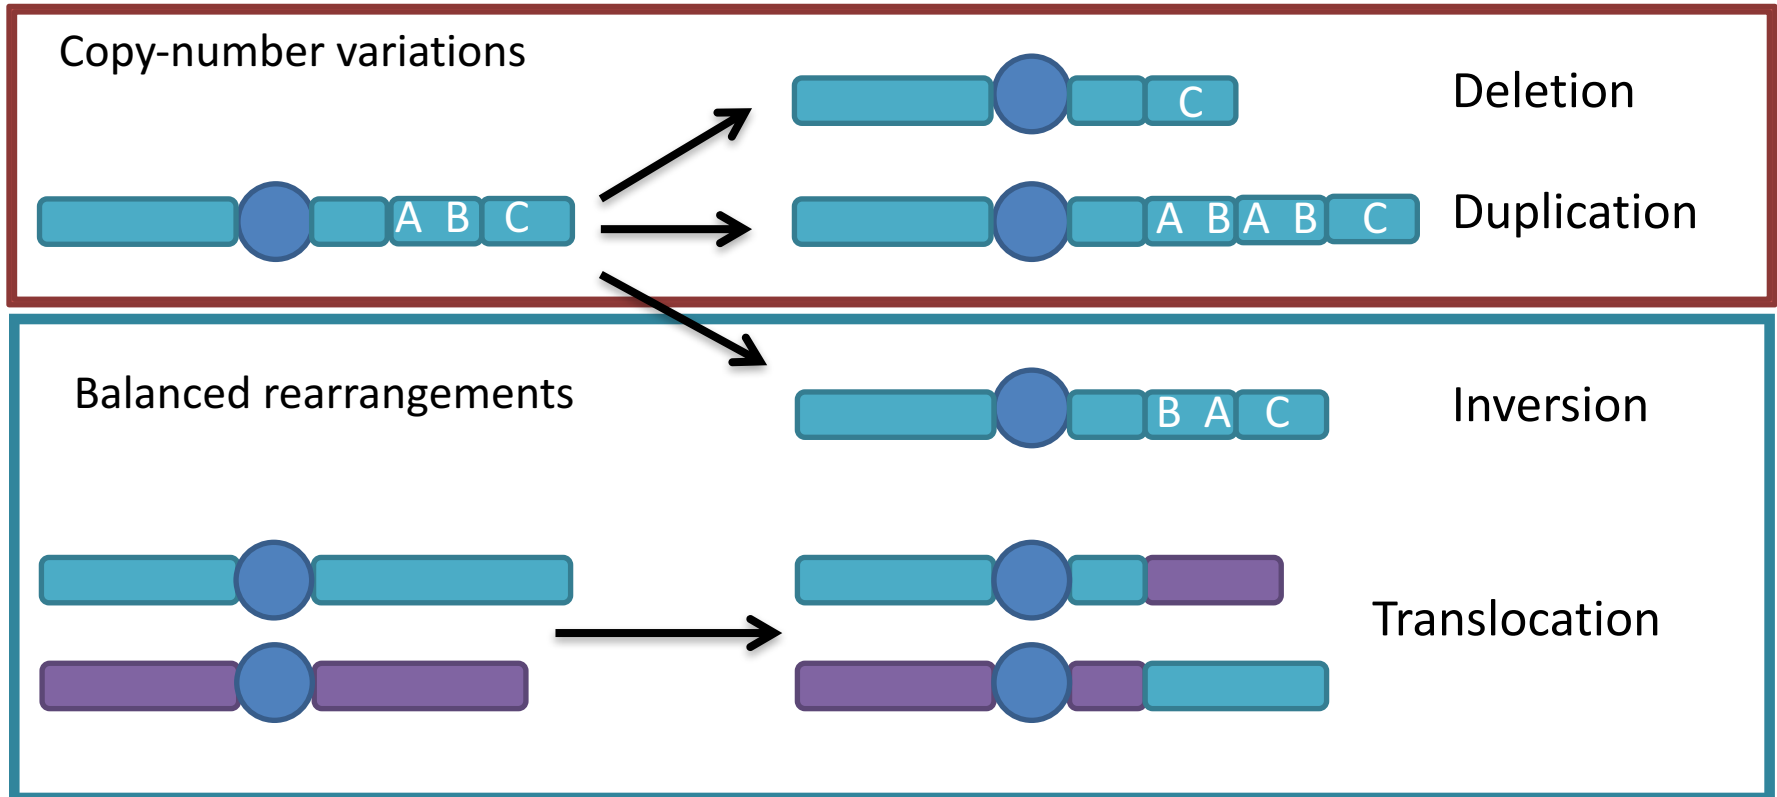 Copy-number variations
C
Deletion
A B C
A B A B C
Duplication
Balanced rearrangements
B A C
Inversion
Translocation